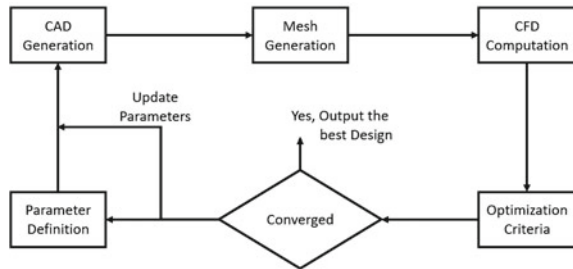 CAD
Generation
Mesh
Generation
CFD
Computation
Update
Parameters
Yes, Output the
best Design
Parameter
Definition
Converged
Optimization
Criteria